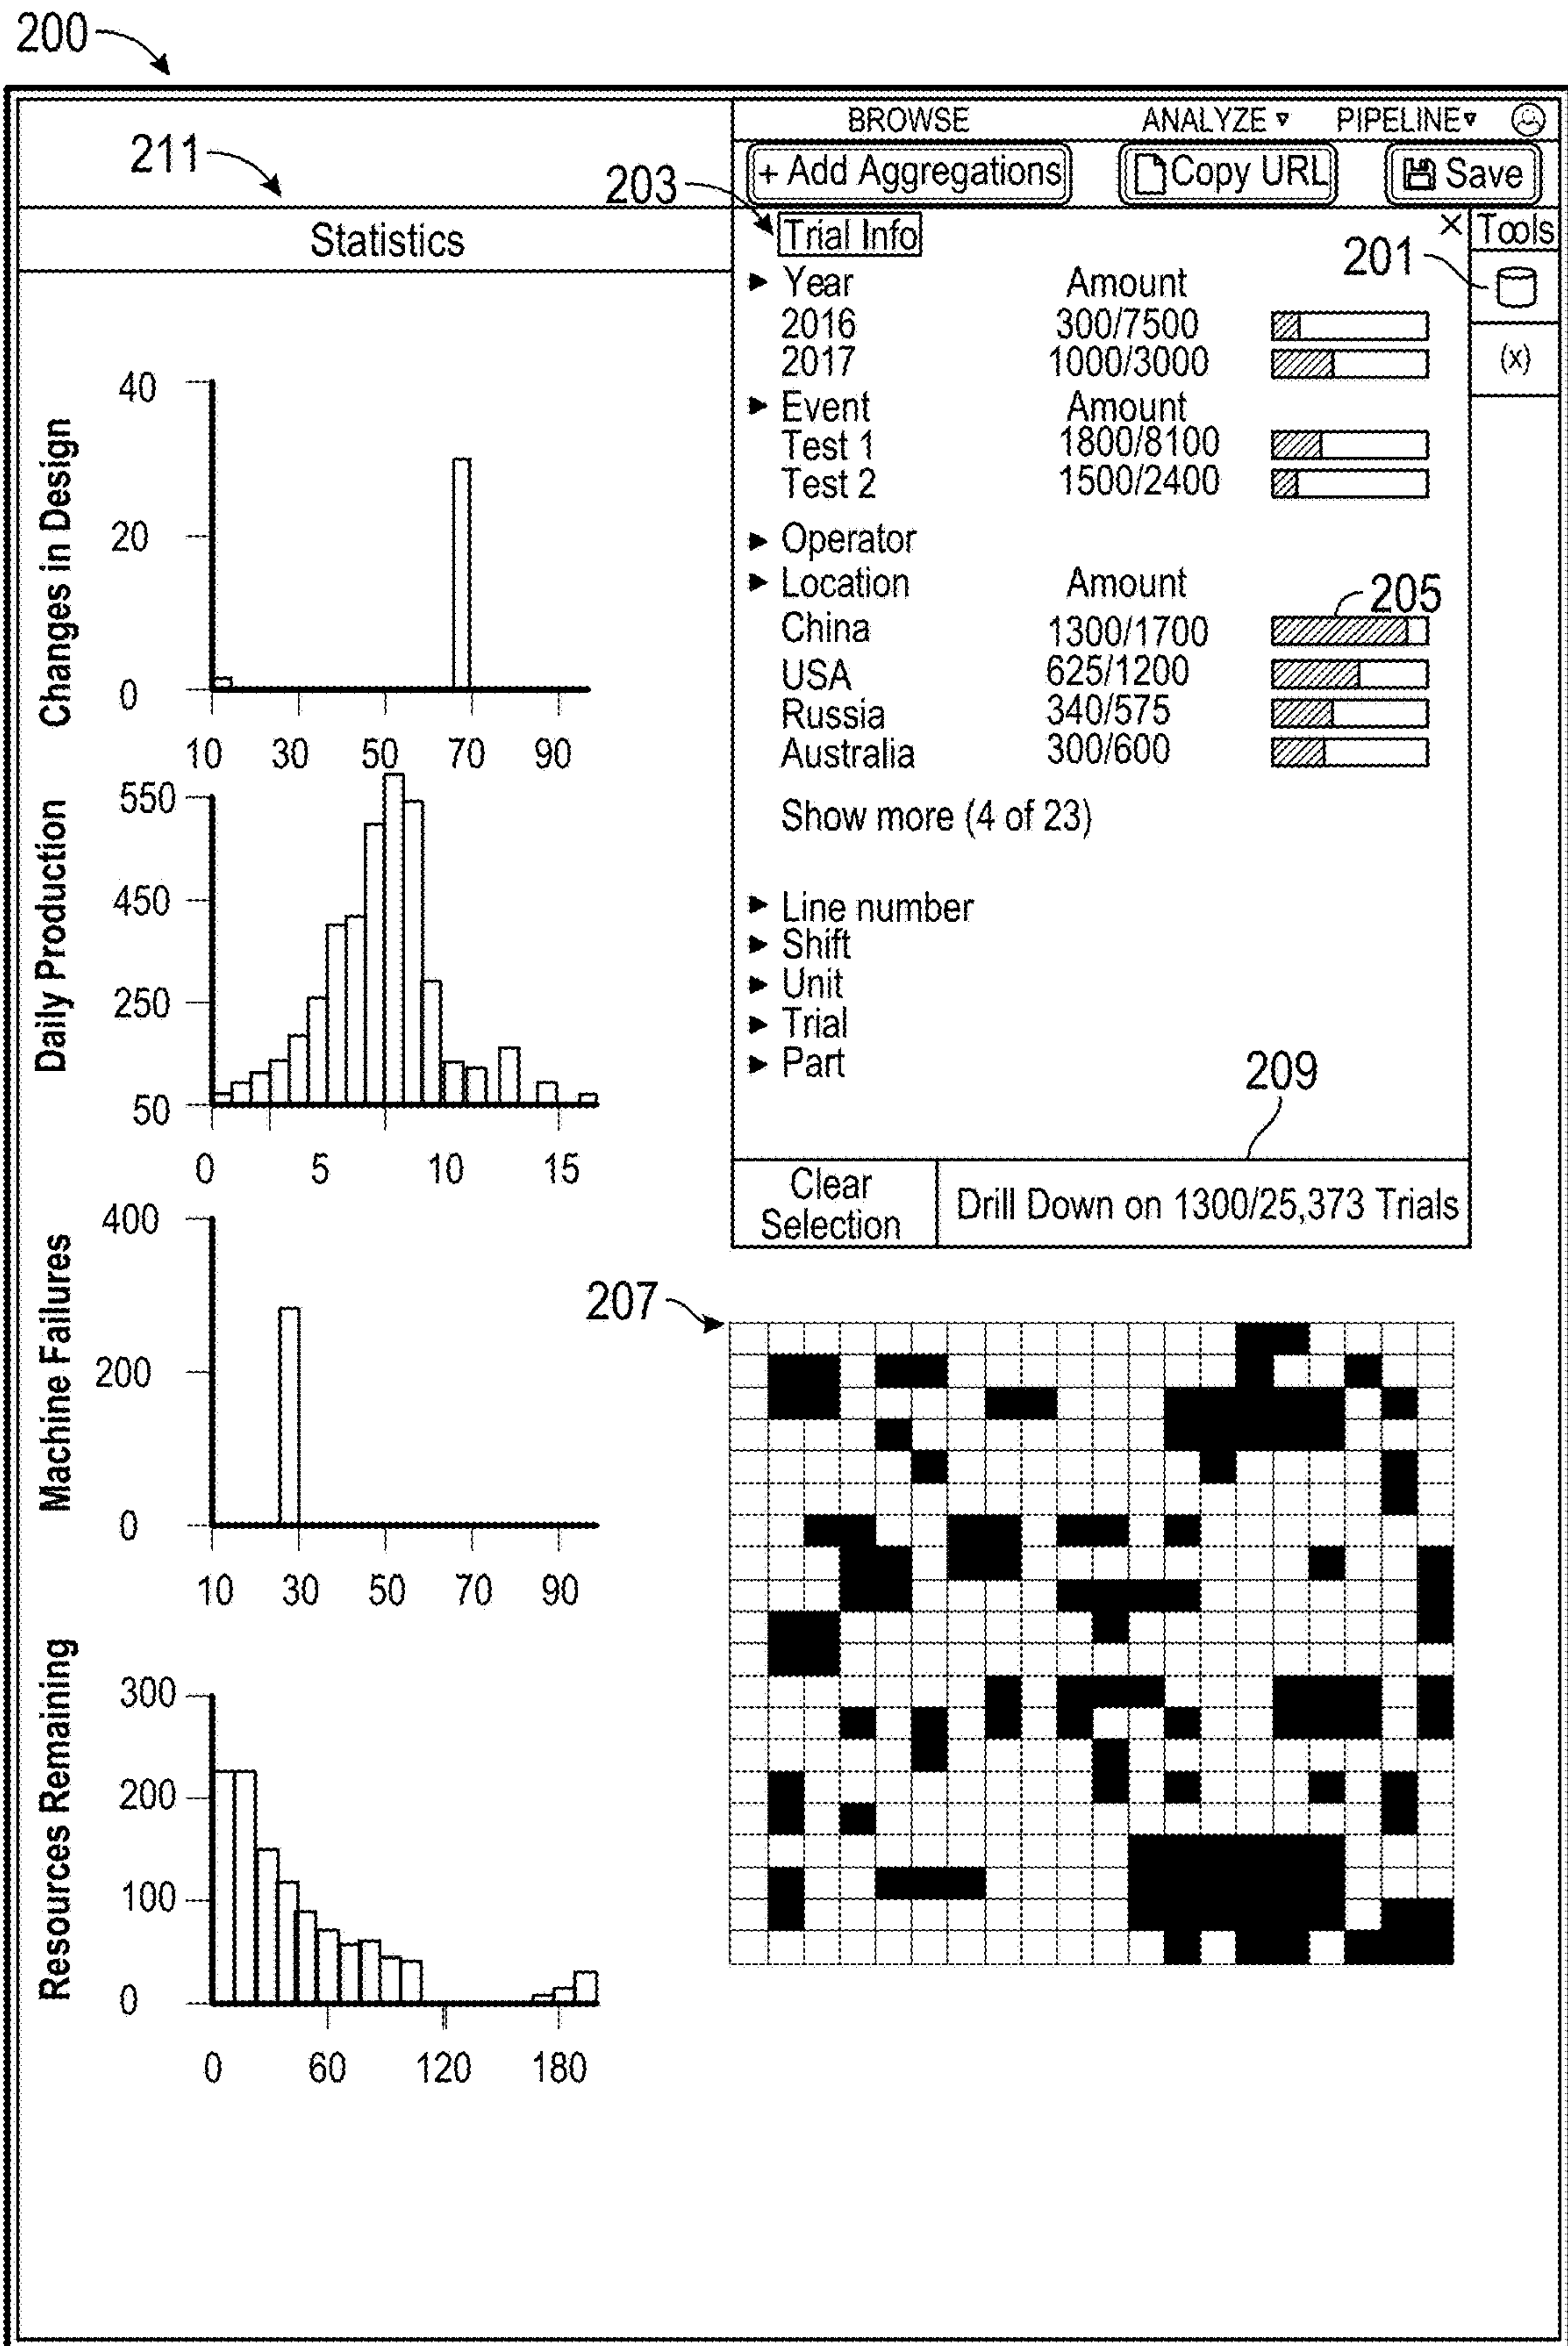 200
BROWSE ANALYZE PIPELINE
211
203
+ Add Aggregations Copy URL Save
Statistics
Trial Info × Tools
201
Year Amount
2016 300/7500
2017 1000/3000 (x)
Event Amount
Test 1 1800/8100
Test 2 1500/2400
Operator
Location Amount
205
China 1300/1700
USA 625/1200
Russia 340/575
Australia 300/600
Show more (4 of 23)
Line number
Shift
Unit
Trial
Part
209
Clear Selection
Drill Down on 1300/25,373 Trials
207
Changes in Design
40
20
0
10 30 50 70 90
Daily Production
550
450
250
50
0 5 10 15
Machine Failures
400
200
0
10 30 50 70 90
Resources Remaining
300
200
100
0
0 60 120 180